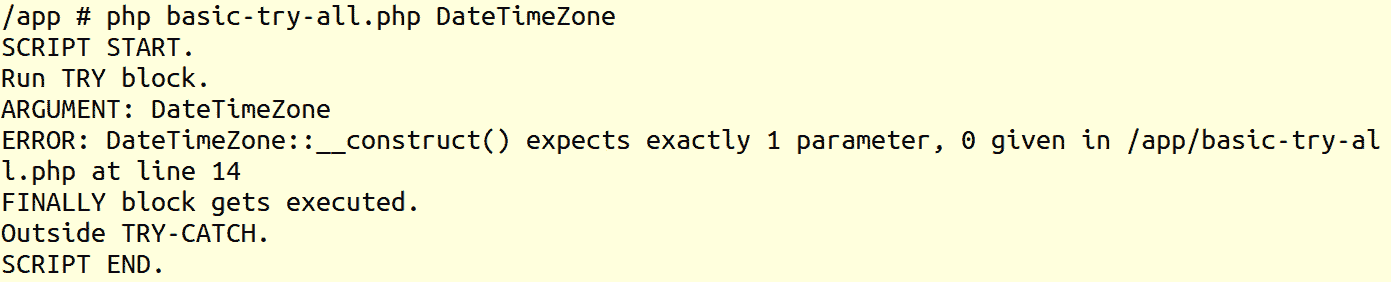 /app # php basic-try-all.php DateTimeZone
SCRIPT START.
Run TRY block.
ARGUMENT: DateTimeZone
ERROR: DateTimeZone::__construct() expects exactly 1 parameter, 0 given in /app/basic-try-al
l.php at line 14
FINALLY block gets executed.
Outside TRY-CATCH.
SCRIPT END.